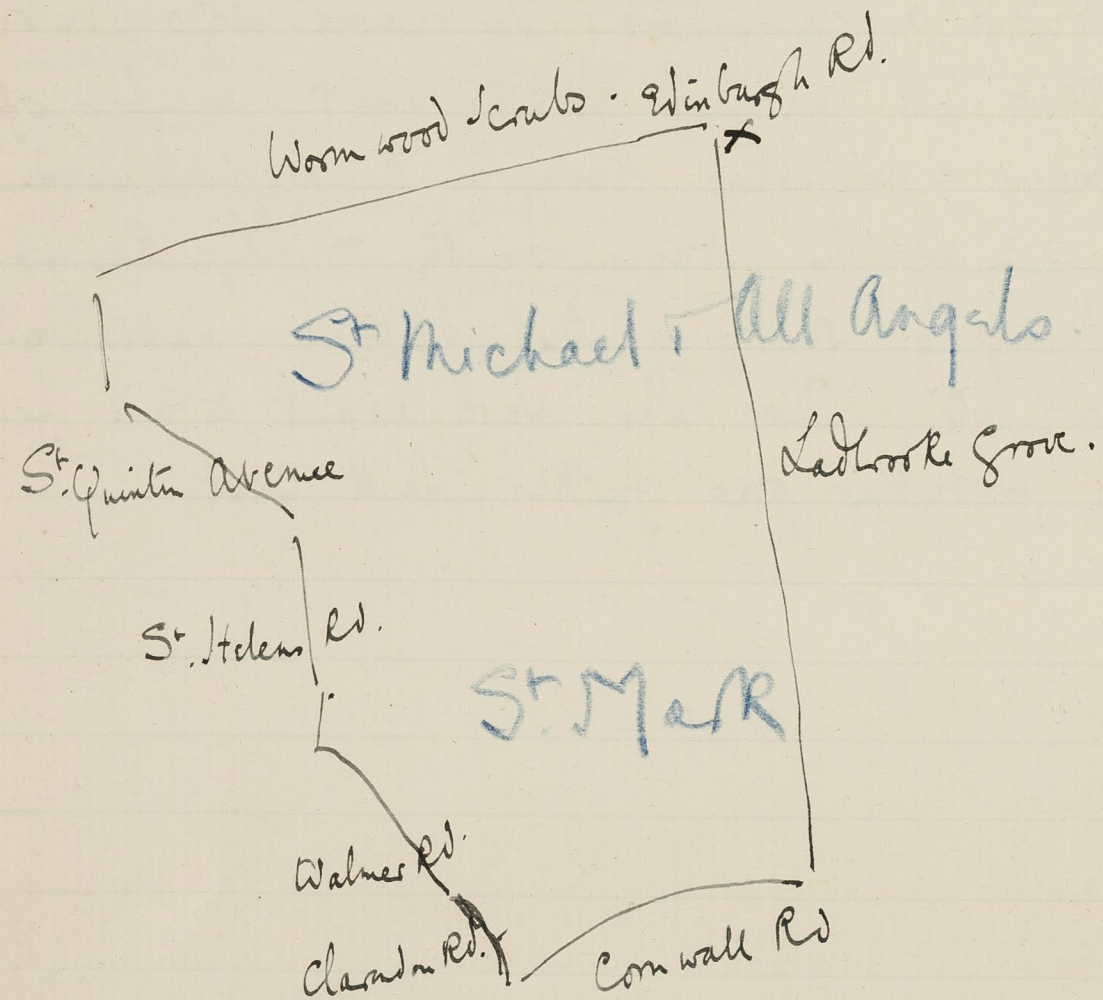 Wormwood Scrubs. Edinburgh Rd.
x
St Michael + All Angels.
Ladbroke Grove.
St. Quintin Avenue
St. Helens Rd.
St. Mark
Walmer Rd.
Clarendon Rd.
Cornwall Rd